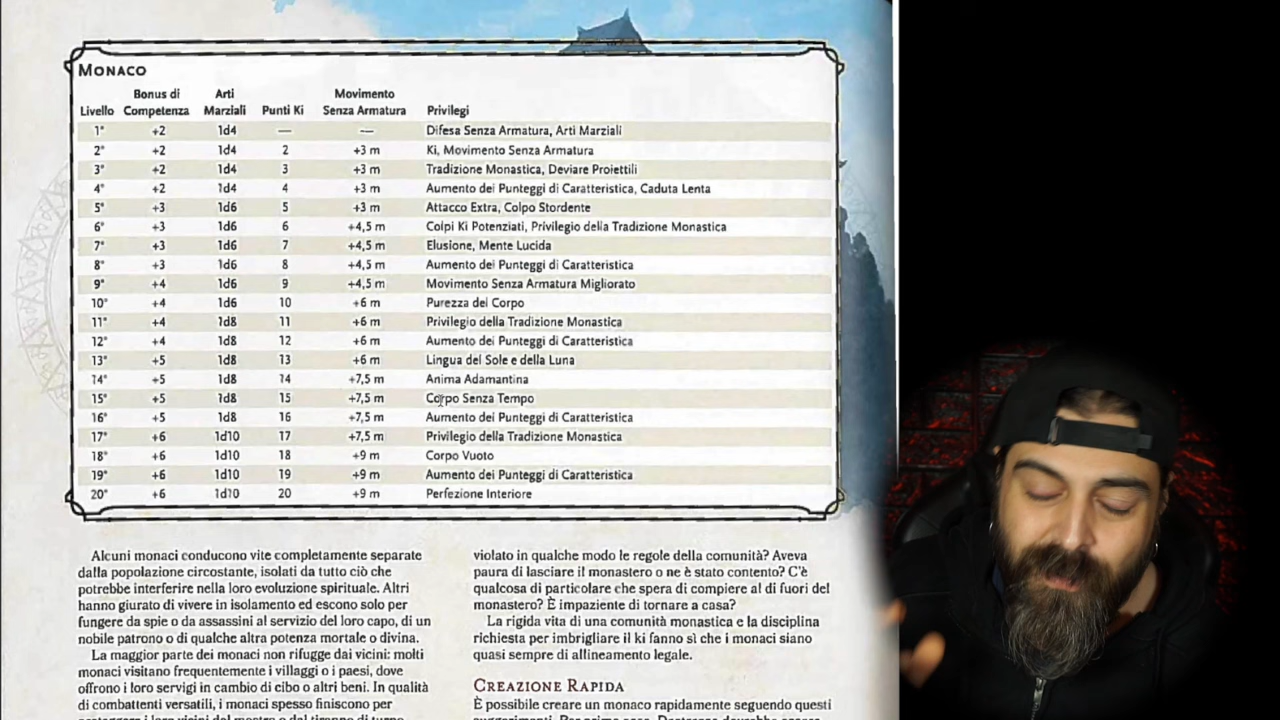 MONACO
Livello Bonus di Competenza Arti Marziali Punti Ki Movimento Senza Armatura Privilegi
1° +2 1d4 — — Difesa Senza Armatura, Arti Marziali
2° +2 1d4 2 +3 m Ki, Movimento Senza Armatura
3° +2 1d4 3 +3 m Tradizione Monastica, Deviare Proiettili
4° +2 1d4 4 +3 m Aumento dei Punteggi di Caratteristica, Caduta Lenta
5° +3 1d6 5 +3 m Attacco Extra, Colpo Stordente
6° +3 1d6 6 +4,5 m Colpi Ki Potenziati, Privilegio della Tradizione Monastica
7° +3 1d6 7 +4,5 m Elusione, Mente Lucida
8° +3 1d6 8 +4,5 m Aumento dei Punteggi di Caratteristica
9° +4 1d6 9 +4,5 m Movimento Senza Armatura Migliorato
10° +4 1d6 10 +6 m Purezza del Corpo
11° +4 1d8 11 +6 m Privilegio della Tradizione Monastica
12° +4 1d8 12 +6 m Aumento dei Punteggi di Caratteristica
13° +5 1d8 13 +6 m Lingua del Sole e della Luna
14° +5 1d8 14 +7,5 m Anima Adamantina
15° +5 1d8 15 +7,5 m Corpo Senza Tempo
16° +5 1d8 16 +7,5 m Aumento dei Punteggi di Caratteristica
17° +6 1d10 17 +7,5 m Privilegio della Tradizione Monastica
18° +6 1d10 18 +9 m Corpo Vuoto
19° +6 1d10 19 +9 m Aumento dei Punteggi di Caratteristica
20° +6 1d10 20 +9 m Perfezione Interiore
Alcuni monaci conducono vite completamente separate
dalla popolazione circostante, isolati da tutto ciò che
potrebbe interferire nella loro evoluzione spirituale. Altri
hanno giurato di vivere in isolamento ed escono solo per
fungere da spie o da assassini al servizio del loro capo, di un
nobile patrono o di qualche altra potenza mortale o divina.
La maggior parte dei monaci non rifugge dai vicini: molti
monaci visitano frequentemente i villaggi o i paesi, dove
offrono i loro servigi in cambio di cibo o altri beni. In qualità
di combattenti versatili, i monaci spesso finiscono per
violato in qualche modo le regole della comunità? Aveva
paura di lasciare il monastero o ne è stato contento? C'è
qualcosa di particolare che spera di compiere al di fuori del
monastero? È impaziente di tornare a casa?
La rigida vita di una comunità monastica e la disciplina
richiesta per imbrigliare il ki fanno sì che i monaci siano
quasi sempre di allineamento legale.
CREAZIONE RAPIDA
È possibile creare un monaco rapidamente seguendo questi